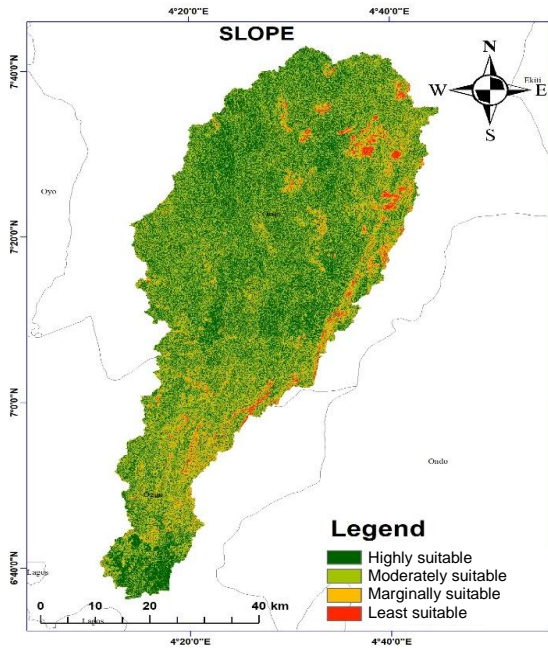 4°20'0"E 4°40'0"E
SLOPE
7°40'0"N
N
Ekiti
W E
S
Oyo
7°20'0"N
7°0'0"N
Ondo
Legend
Highly suitable
Moderately suitable
Marginally suitable
Least suitable
6°40'0"N
Lagos
0 10 20 40 km
Lagos
4°20'0"E 4°40'0"E